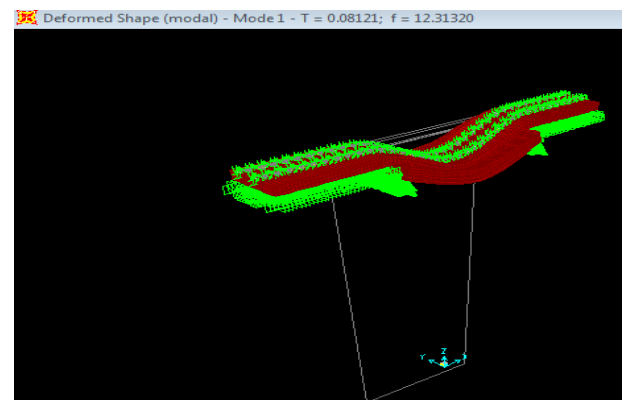 Deformed Shape (modal) - Mode 1 - T = 0.08121; f = 12.31320
Z
Y
X